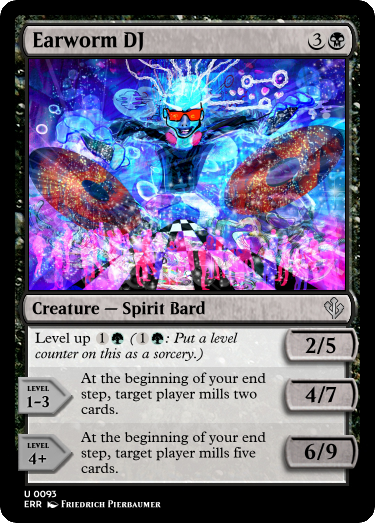 Earworm DJ 3
Creature — Spirit Bard
Level up 1 ( 1 : Put a level
counter on this as a sorcery.)
2/5
LEVEL
1-3
At the beginning of your end
step, target player mills two
cards.
4/7
LEVEL
4+
At the beginning of your end
step, target player mills five
cards.
6/9
U 0093
ERR Friedrich Pierbaumer